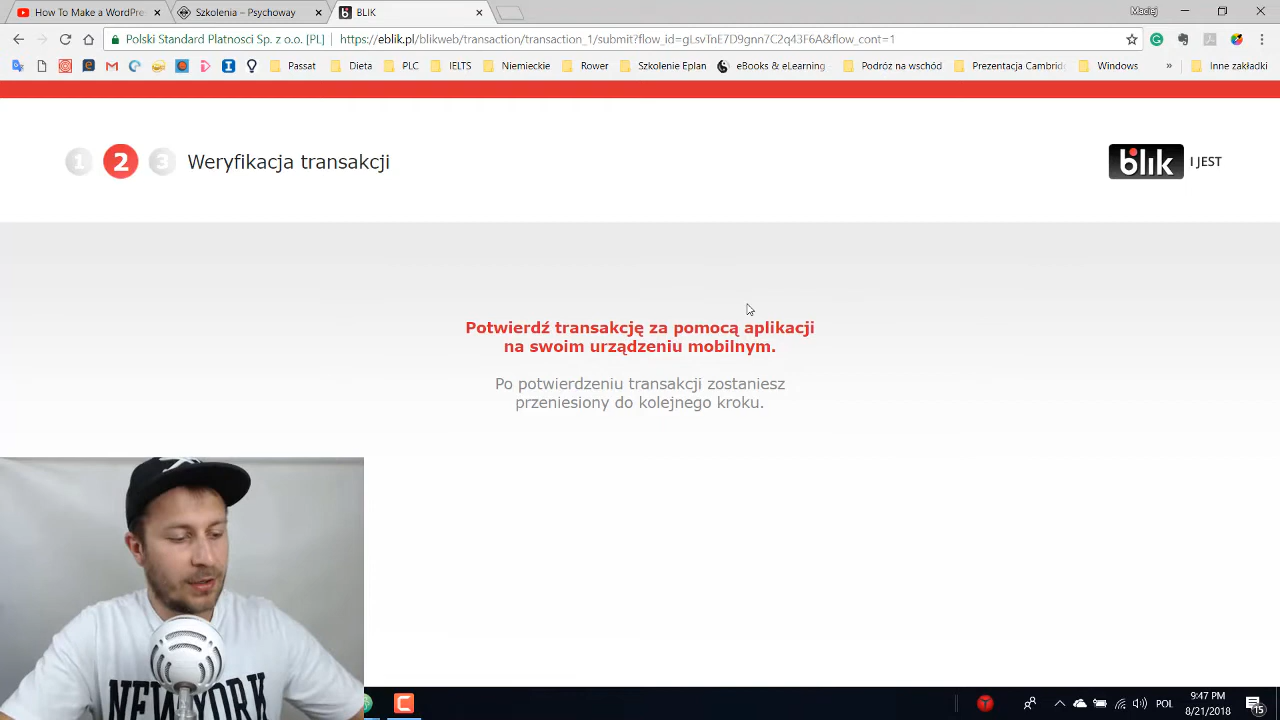 How To Make a WordPre
Szkolenia – Psychoway
BLIK
Maciej
Polski Standard Platnosci Sp. z o.o. [PL]
https://eblik.pl/blikweb/transaction/transaction_1/submit?flow_id=gLsvTnE7D9gnn7C2q43F6A&flow_cont=1
Passat
Dieta
PLC
IELTS
Niemieckie
Rower
Szkolenie Eplan
eBooks & eLearning
Podróż na wschód
Prezentacja Cambrid
Windows
»
Inne zakładki
1 2 3 Weryfikacja transakcji
blik I JEST
Potwierdź transakcję za pomocą aplikacji
na swoim urządzeniu mobilnym.
Po potwierdzeniu transakcji zostaniesz
przeniesiony do kolejnego kroku.
NEW YORK
POL
9:47 PM
8/21/2018
15